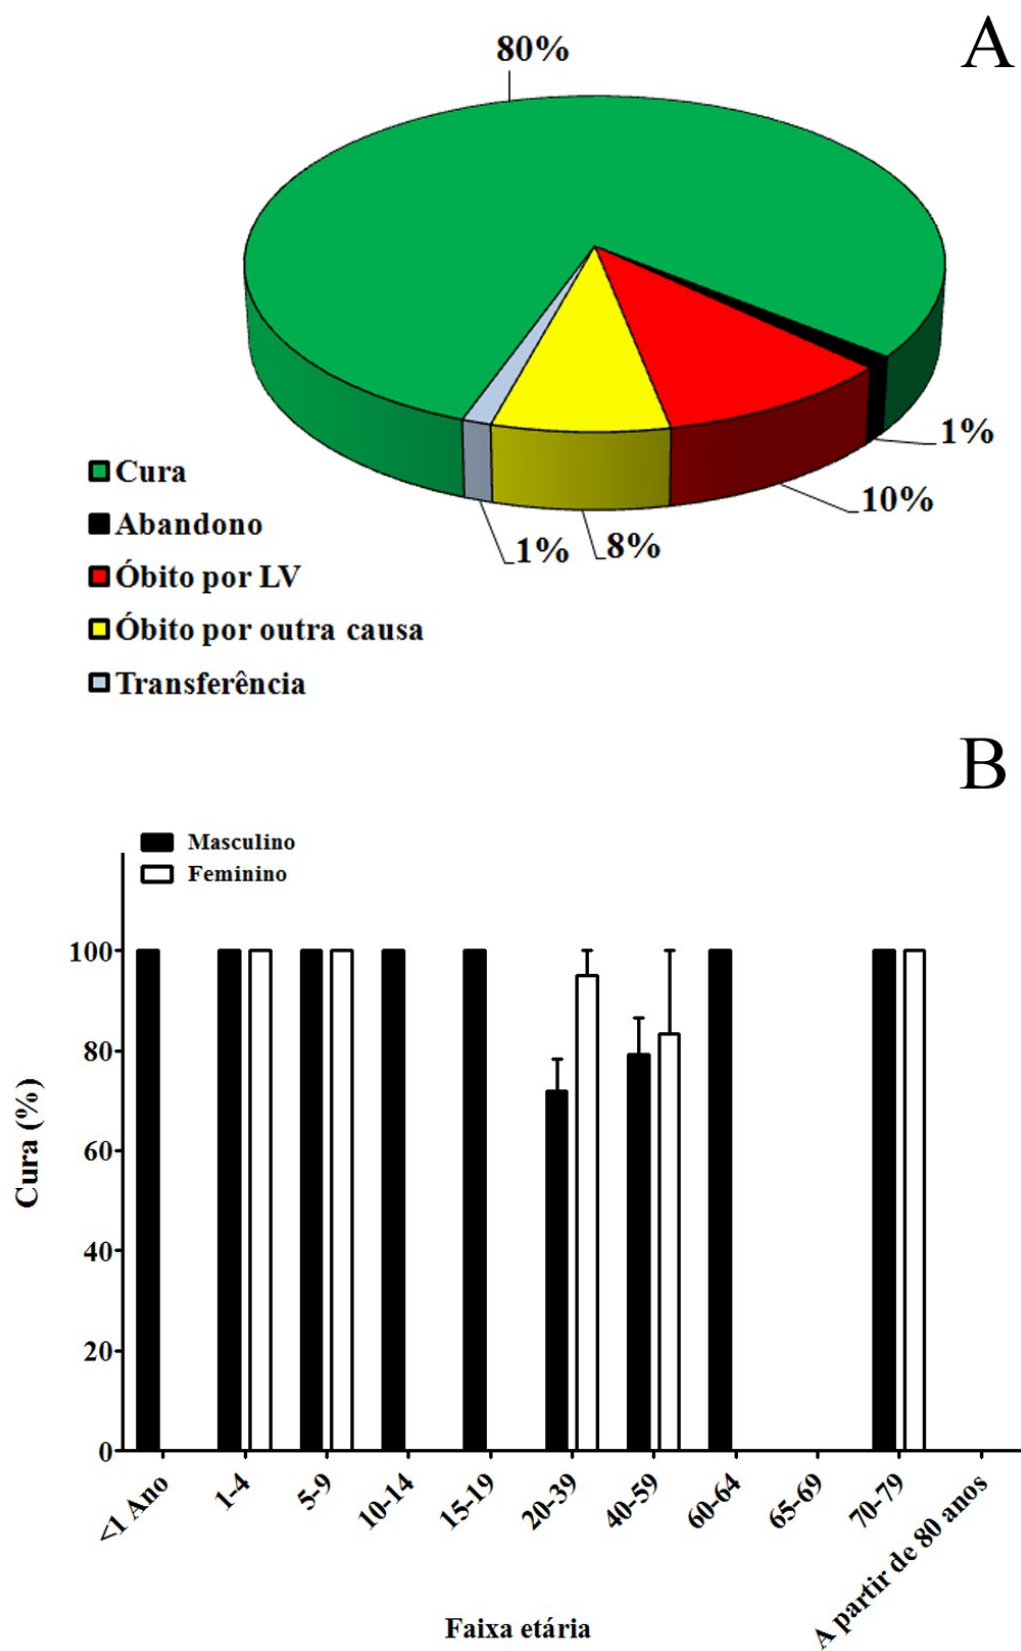 A
80%
1%
10%
8%
1%
Cura
Abandono
Óbito por LV
Óbito por outra causa
Transferência
B
Masculino
Feminino
100
80
60
40
20
0
Cura (%)
<1 Ano
1-4
5-9
10-14
15-19
20-39
40-59
60-64
65-69
70-79
A partir de 80 anos
Faixa etária